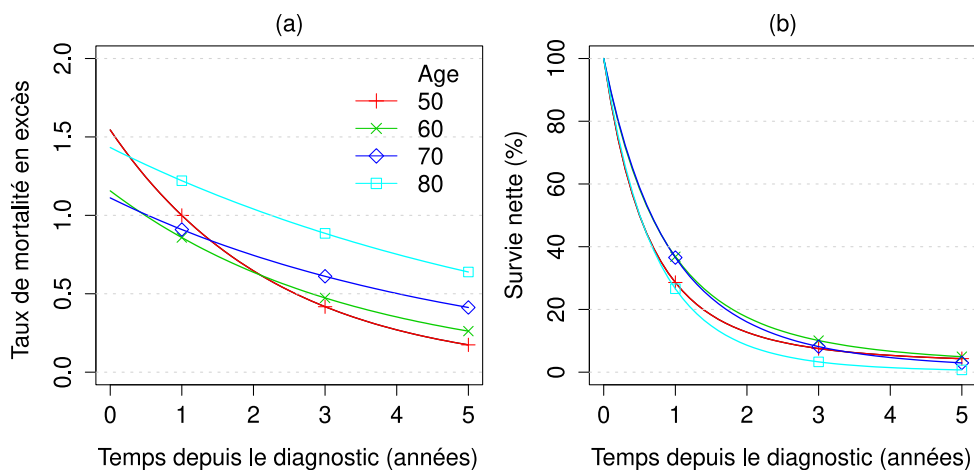 (a)
Taux de mortalité en excès
2.0
1.5
1.0
0.5
0.0
Age
50
60
70
80
0 1 2 3 4 5
Temps depuis le diagnostic (années)
(b)
Survie nette (%)
100
80
60
40
20
0
0 1 2 3 4 5
Temps depuis le diagnostic (années)